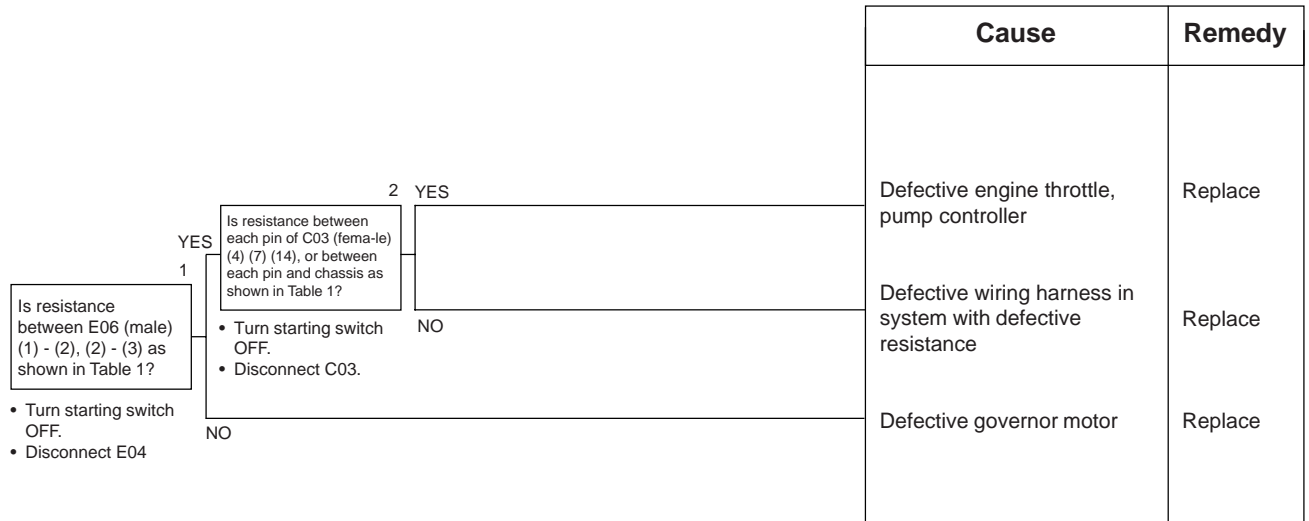 Cause Remedy
2 YES
Defective engine throttle,
pump controller
Replace
Is resistance between
each pin of C03 (fema-le)
(4) (7) (14), or between
each pin and chassis as
shown in Table 1?
YES
1
Is resistance
between E06 (male)
(1) - (2), (2) - (3) as
shown in Table 1?
• Turn starting switch
OFF.
• Disconnect C03.
NO
Defective wiring harness in
system with defective
resistance
Replace
• Turn starting switch
OFF.
• Disconnect E04
NO
Defective governor motor
Replace